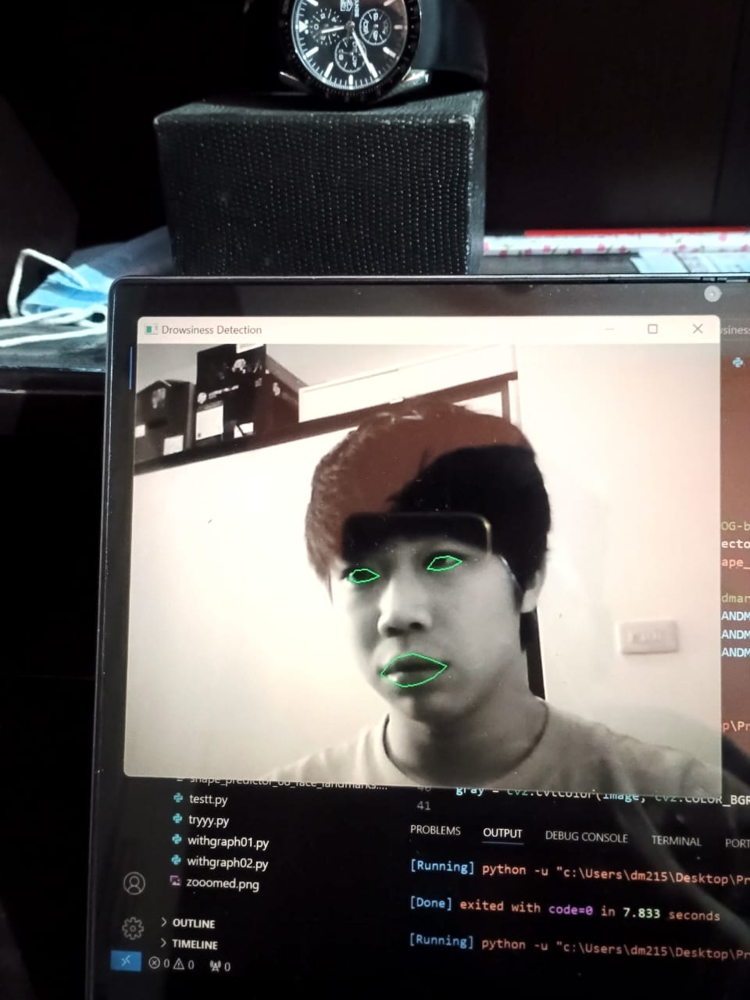 Drowsiness Detection
testt.py
tryyy.py
withgraph01.py
withgraph02.py
zooomed.png
OUTLINE
TIMELINE
0 0 0
OG-b
ecto
ape_
dmar
ANDM
ANDM
ANDM
p\Pr
gray = cv2.cvtColor(image, cv2.COLOR_BGR
41
PROBLEMS OUTPUT DEBUG CONSOLE TERMINAL PORT
[Running] python -u "c:\Users\dm215\Desktop\Pr
[Done] exited with code=0 in 7.833 seconds
[Running] python -u "c:\Users\dm215\Desktop\Pr